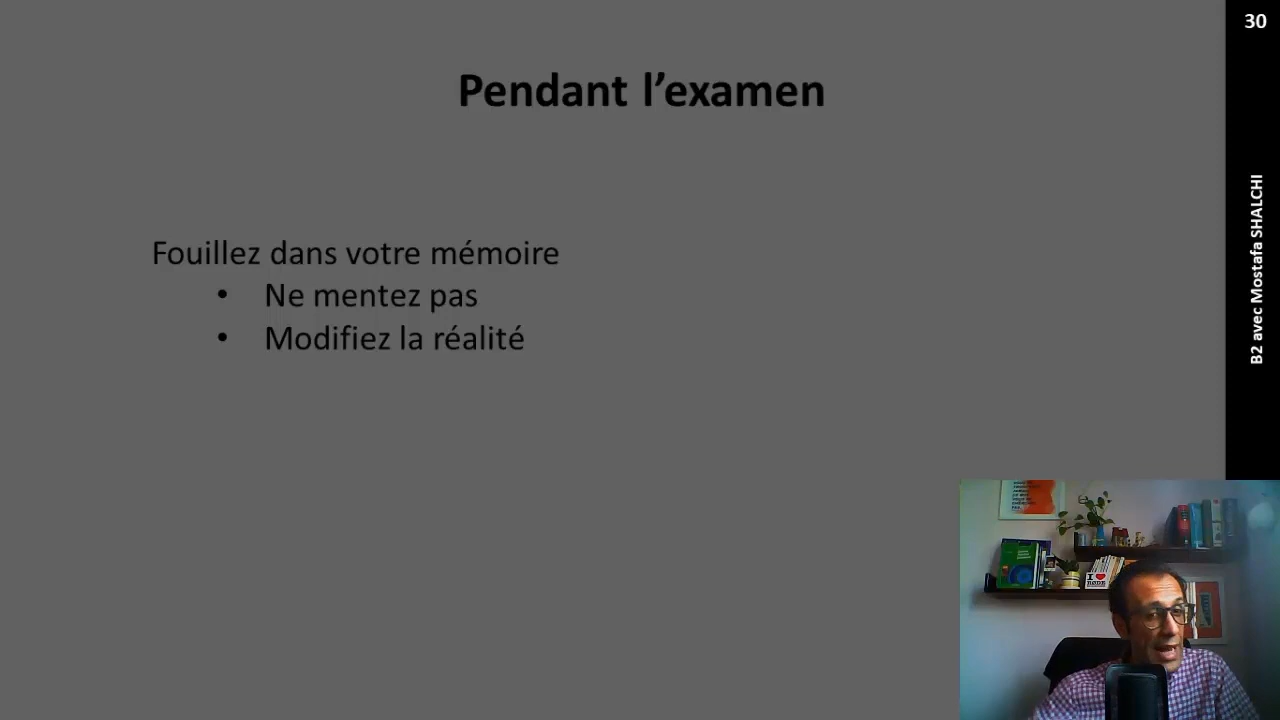 30
Pendant l’examen
B2 avec Mostafa SHALCHI
Fouillez dans votre mémoire
• Ne mentez pas
• Modifiez la réalité
I ❤